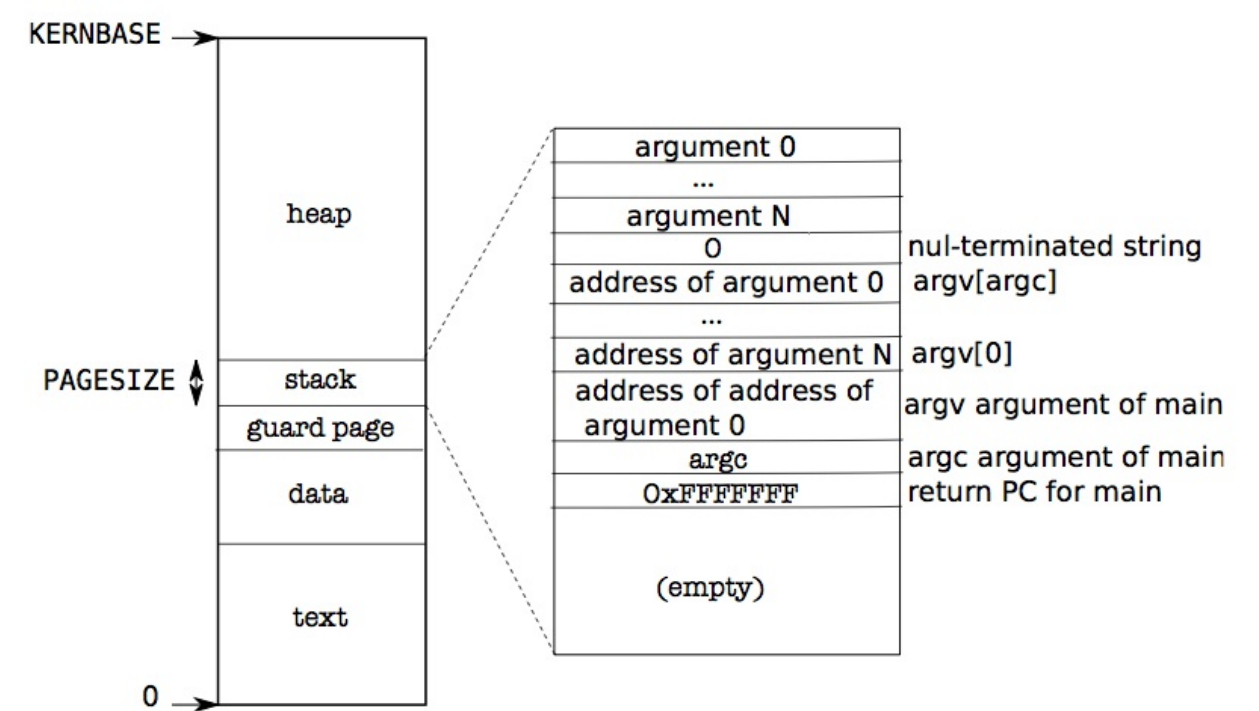 KERNBASE
heap
PAGESIZE
stack
guard page
data
text
0
argument 0
...
argument N
0
nul-terminated string
address of argument 0
argv[argc]
...
address of argument N
argv[0]
address of address of
argument 0
argv argument of main
argc
argc argument of main
0xFFFFFFF
return PC for main
(empty)